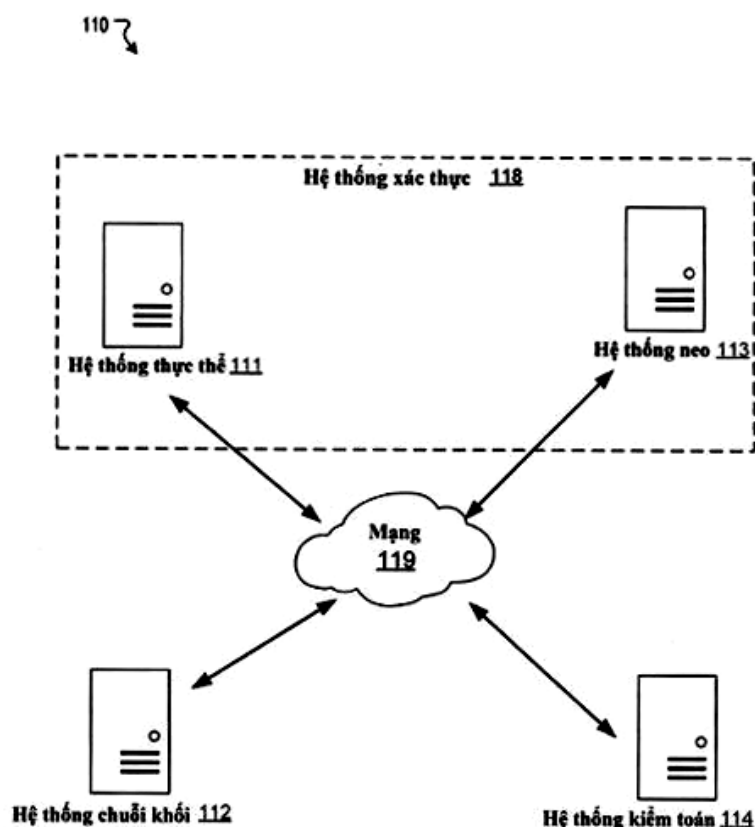 110
Hệ thống xác thực 118
Hệ thống thực thể 111
Hệ thống neo 113
Mạng
119
Hệ thống chuỗi khối 112
Hệ thống kiểm toán 114